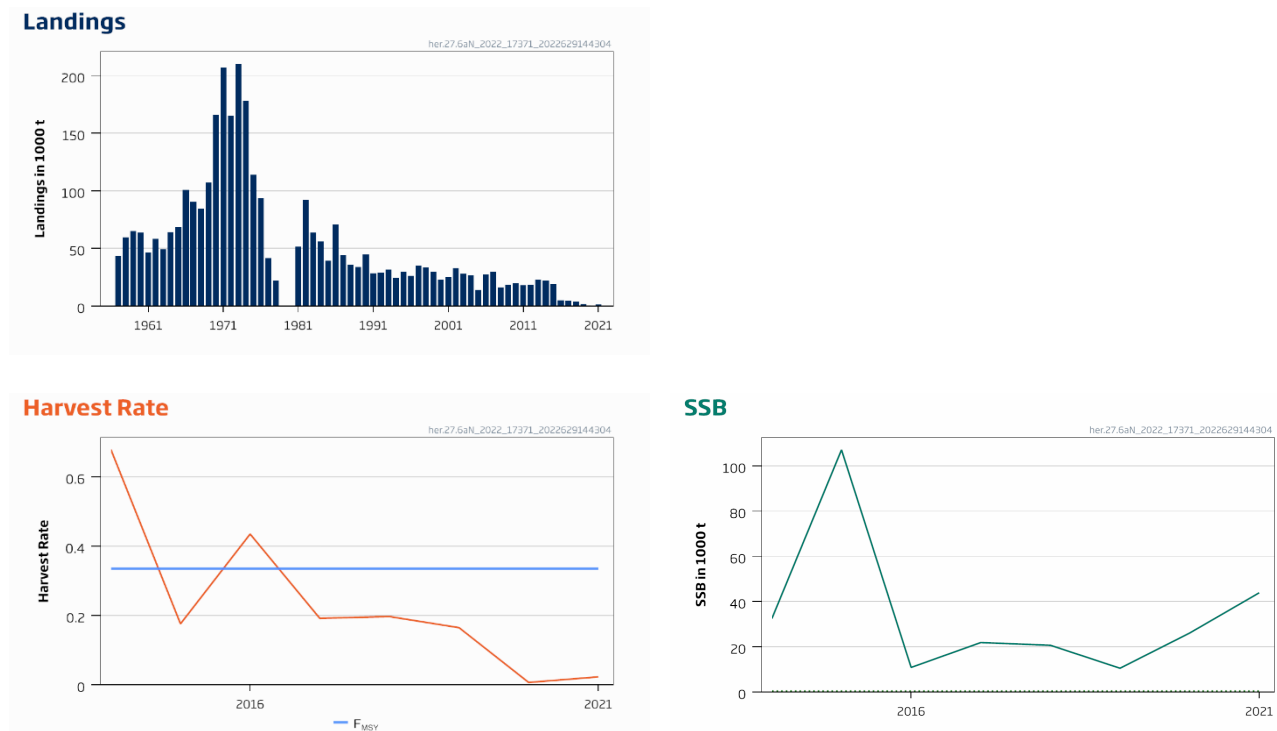 Landings
her.27.6aN_2022_17371_2022629144304
Landings in 1000 t
200
150
100
50
0
1961 1971 1981 1991 2001 2011 2021
Harvest Rate
her.27.6aN_2022_17371_2022629144304
Harvest Rate
0.6
0.4
0.2
0
2016 2021
FMSY
SSB
her.27.6aN_2022_17371_2022629144304
SSB in 1000 t
100
80
60
40
20
0
2016 2021